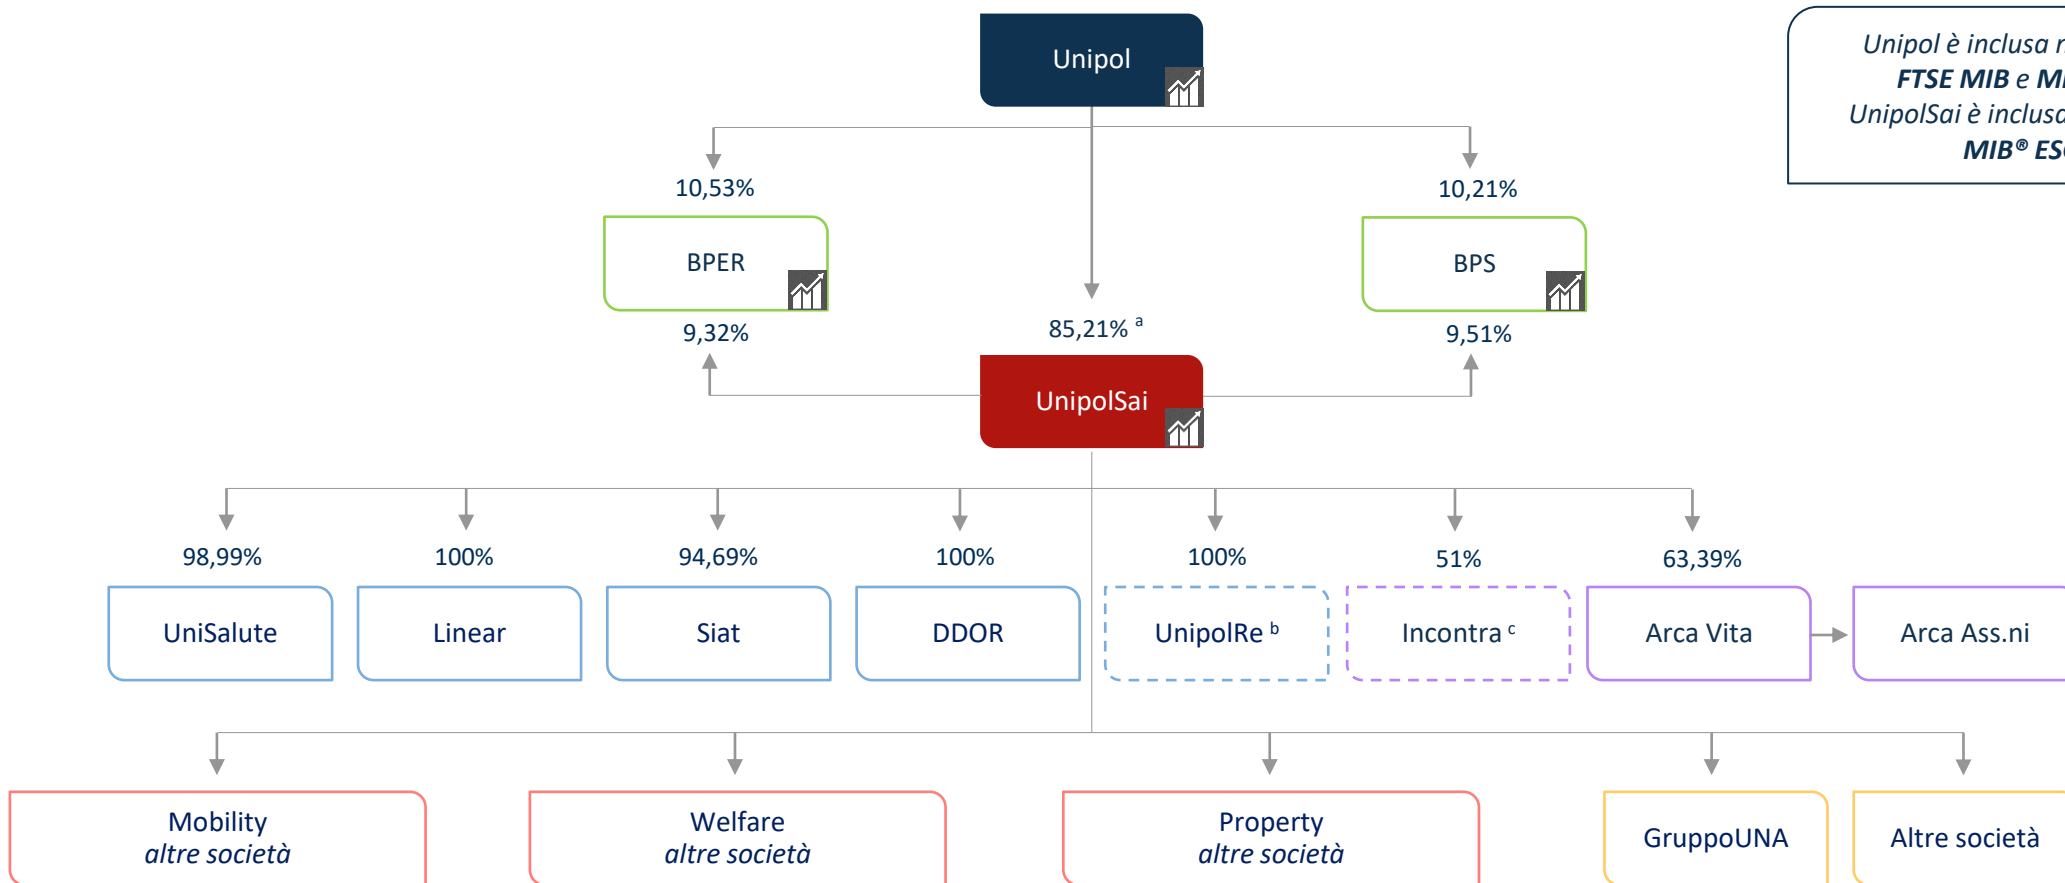 Unipol
Unipol è inclusa
FTSE MIB e
UnipolSai è inclusa
MIB®
10,53%
10,21%
BPER
BPS
9,32%
85,21% a
9,51%
UnipolSai
98,99%
100%
94,69%
100%
100%
51%
63,39%
UniSalute
Linear
Siat
DDOR
UnipolRe b
Incontra c
Arca Vita
Arca Ass.ni
Mobility
altre società
Welfare
altre società
Property
altre società
GruppoUNA
Altre società